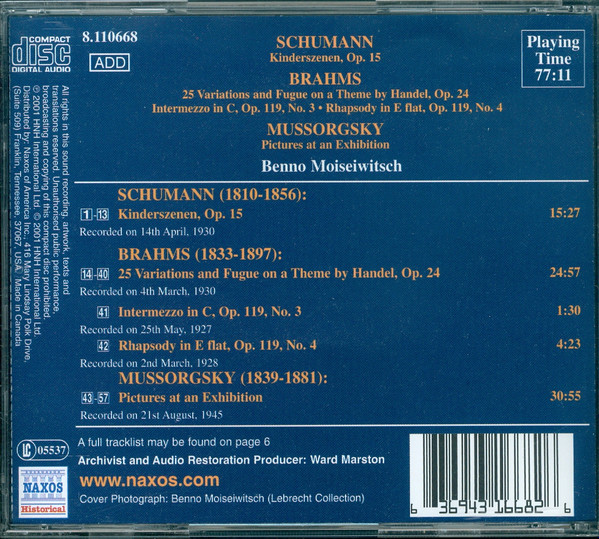 COMPACT
disc
DIGITAL AUDIO
8.110668
ADD
SCHUMANN
Kinderszenen, Op. 15
BRAHMS
25 Variations and Fugue on a Theme by Handel, Op. 24
Intermezzo in C, Op. 119, No. 3 • Rhapsody in E flat, Op. 119, No. 4
MUSSORGSKY
Pictures at an Exhibition
Benno Moiseiwitsch
Playing
Time
77:11
All rights in this sound recording, artwork, texts and
translations reserved. Unauthorised public performance,
broadcasting and copying of this compact disc prohibited.
℗ 2001 HNH International Ltd. © 2001 HNH International Ltd.
Distributed by: Naxos of America Inc., 416 Mary Lindsay Polk Drive,
(Suite 509) Franklin, Tennessee, 37067, (USA). Made in Canada
SCHUMANN (1810-1856):
1-13 Kinderszenen, Op. 15 15:27
Recorded on 14th April, 1930
BRAHMS (1833-1897):
14-40 25 Variations and Fugue on a Theme by Handel, Op. 24 24:57
Recorded on 4th March, 1930
41 Intermezzo in C, Op. 119, No. 3 1:30
Recorded on 25th May, 1927
42 Rhapsody in E flat, Op. 119, No. 4 4:23
Recorded on 2nd March, 1928
MUSSORGSKY (1839-1881):
43-57 Pictures at an Exhibition 30:55
Recorded on 21st August, 1945
LC 05537
A full tracklist may be found on page 6
Archivist and Audio Restoration Producer: Ward Marston
www.naxos.com
Cover Photograph: Benno Moiseiwitsch (Lebrecht Collection)
NAXOS
Historical
6 36943 16682 6